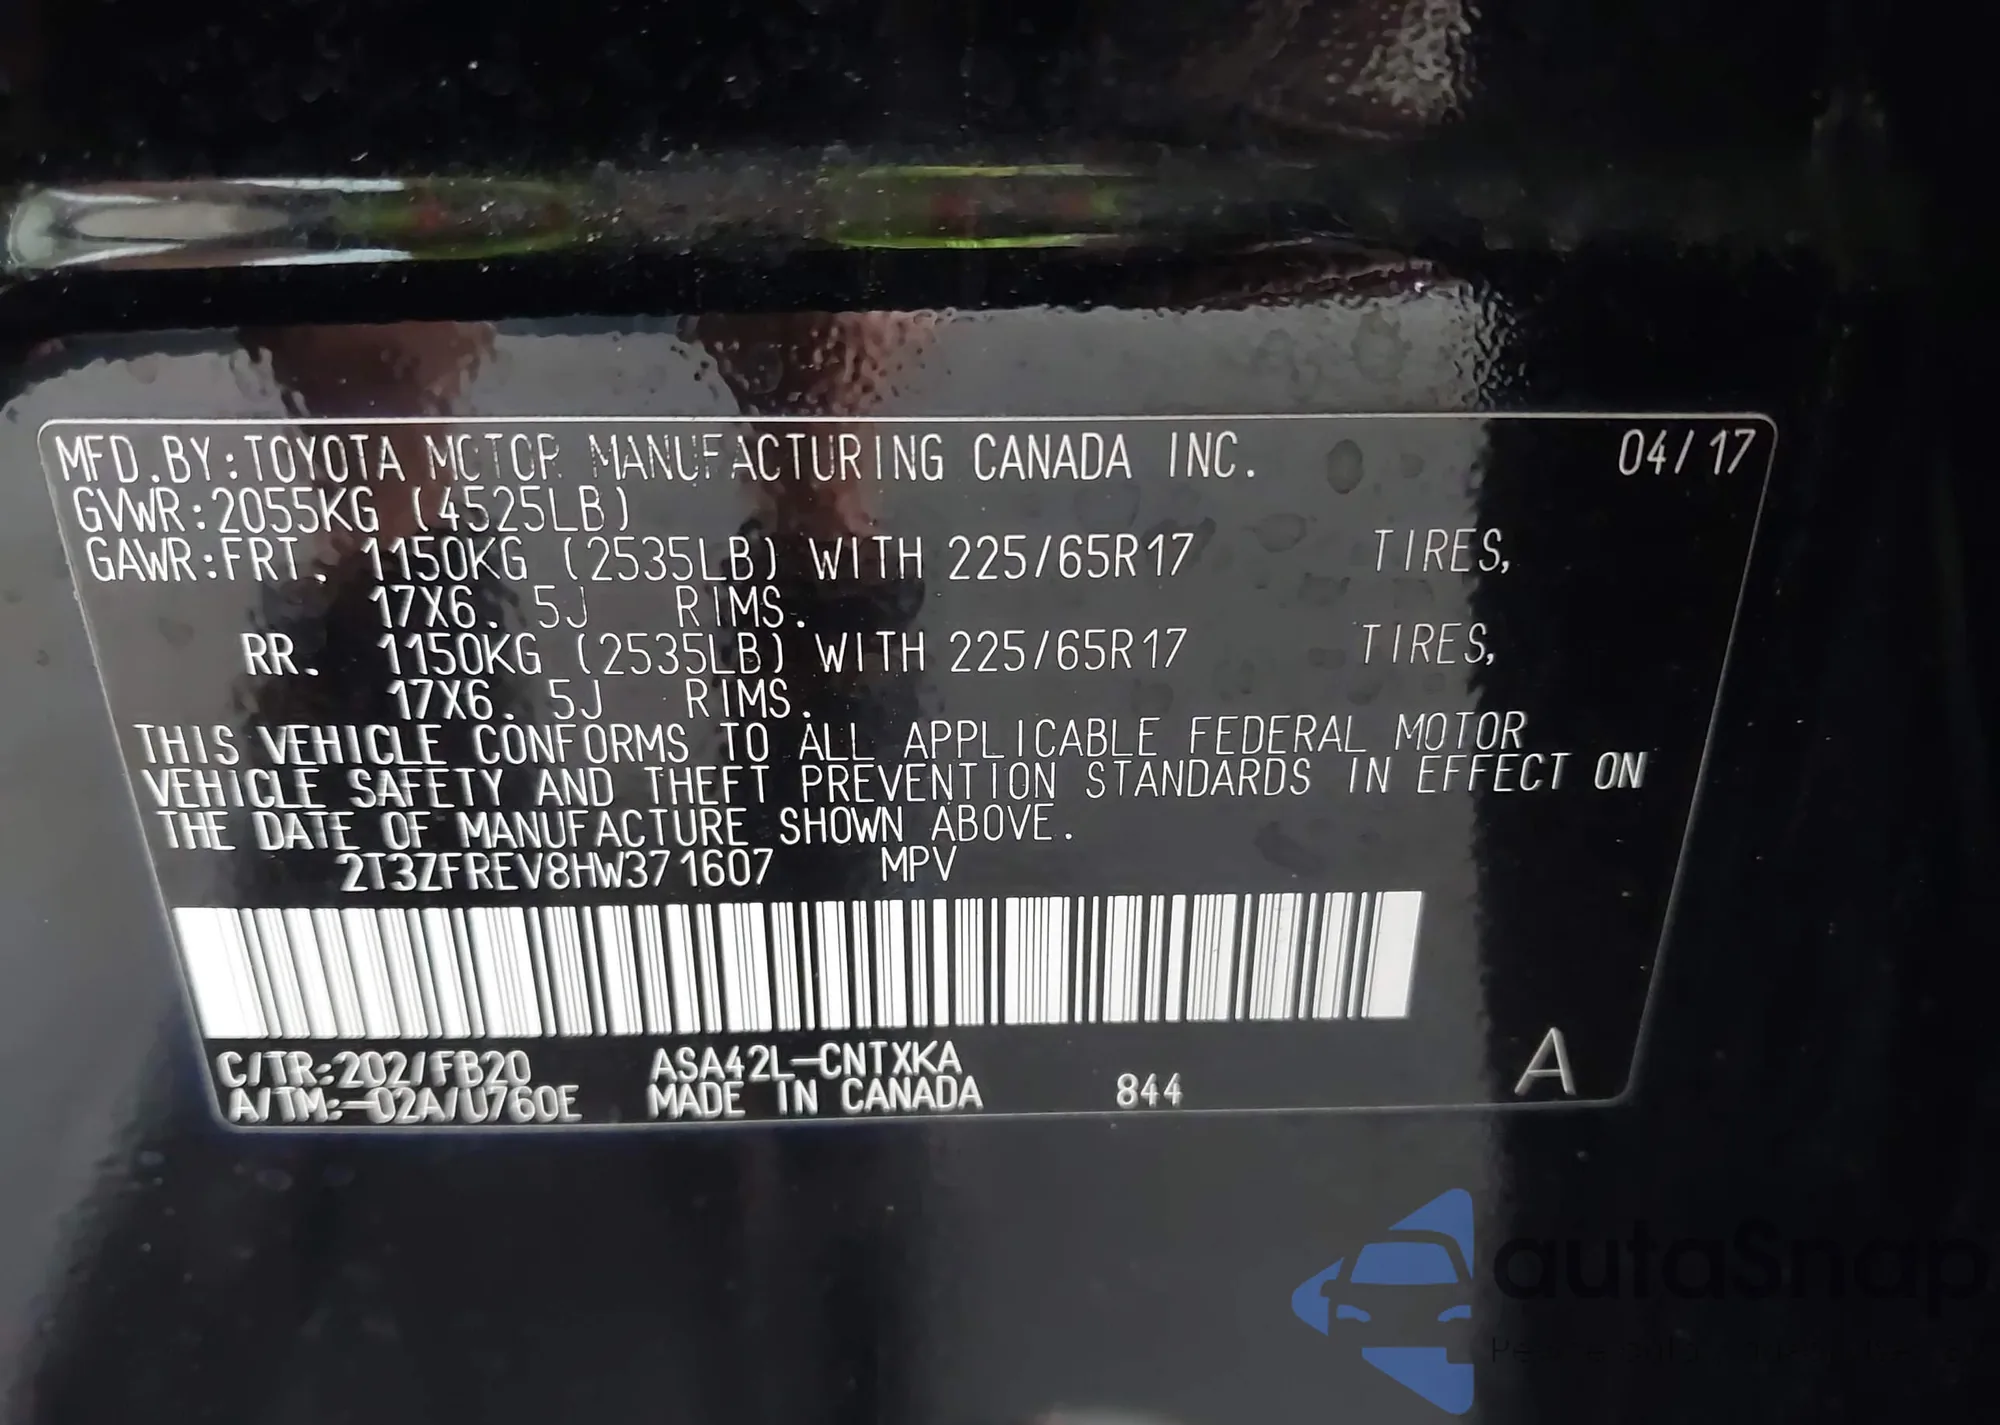 MFD.BY:TOYOTA MOTOR MANUFACTURING CANADA INC. 04/17
GVWR:2055KG (4525LB)
GAWR:FRT. 1150KG (2535LB) WITH 225/65R17 TIRES,
17X6. 5J RIMS.
RR. 1150KG (2535LB) WITH 225/65R17 TIRES,
17X6. 5J RIMS.
THIS VEHICLE CONFORMS TO ALL APPLICABLE FEDERAL MOTOR
VEHICLE SAFETY AND THEFT PREVENTION STANDARDS IN EFFECT ON
THE DATE OF MANUFACTURE SHOWN ABOVE.
2T3ZFREV8HW371607 MPV
C/TR:202/FB20 ASA42L-CNTXKA
A/TM:-02A/U760E MADE IN CANADA 844 A
autaSnap